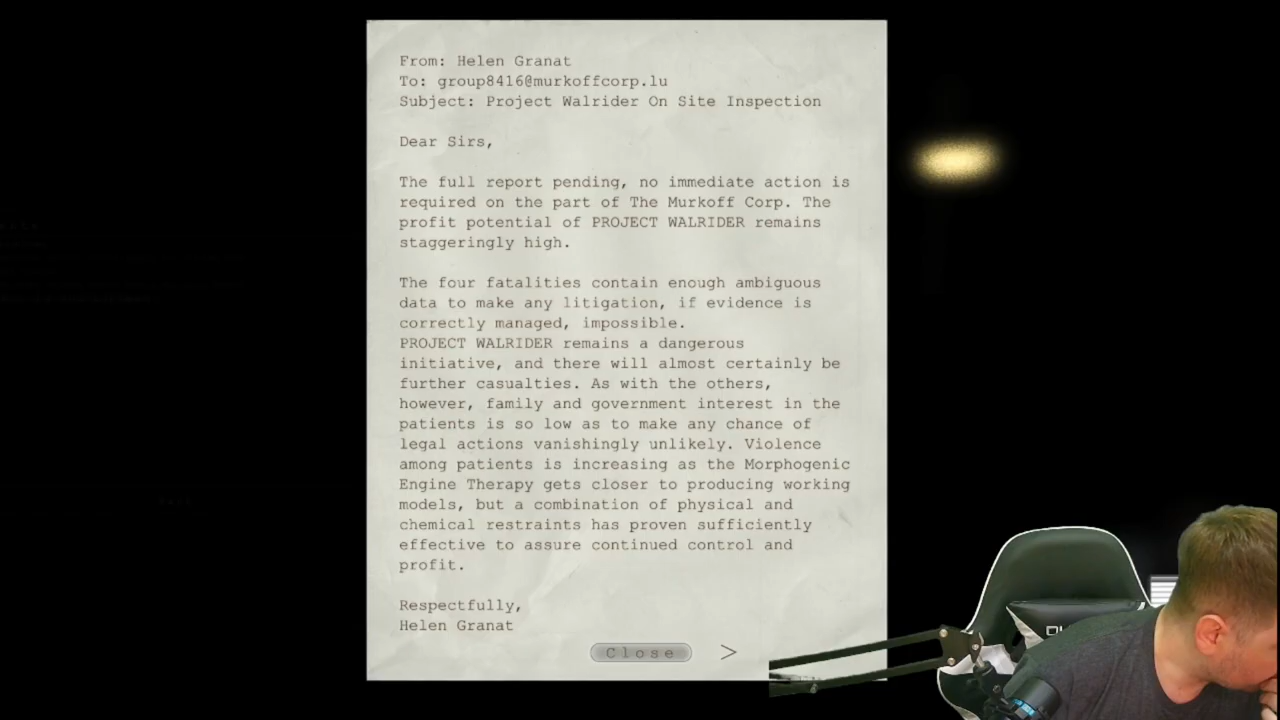 From: Helen Granat
To: group8416@murkoffcorp.lu
Subject: Project Walrider On Site Inspection
Dear Sirs,
The full report pending, no immediate action is
required on the part of The Murkoff Corp. The
profit potential of PROJECT WALRIDER remains
staggeringly high.
The four fatalities contain enough ambiguous
data to make any litigation, if evidence is
correctly managed, impossible.
PROJECT WALRIDER remains a dangerous
initiative, and there will almost certainly be
further casualties. As with the others,
however, family and government interest in the
patients is so low as to make any chance of
legal actions vanishingly unlikely. Violence
among patients is increasing as the Morphogenic
Engine Therapy gets closer to producing working
models, but a combination of physical and
chemical restraints has proven sufficiently
effective to assure continued control and
profit.
Respectfully,
Helen Granat
Close >